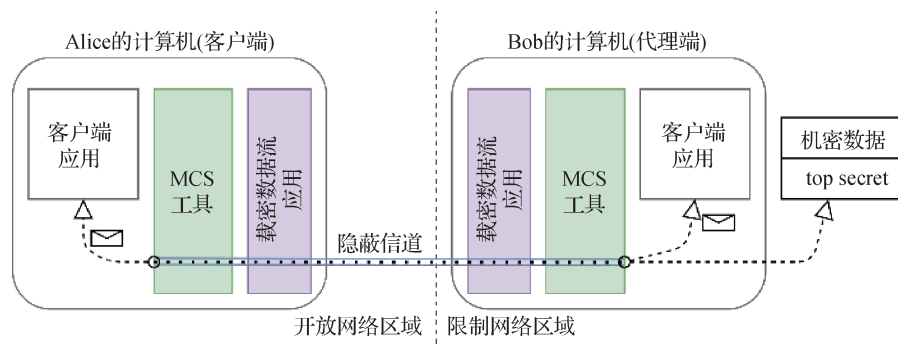 Alice的计算机(客户端)
Bob的计算机(代理端)
客户端
应用
MCS
工具
载密数据流
应用
载密数据流
应用
MCS
工具
客户端
应用
机密数据
top secret
隐蔽信道
开放网络区域
限制网络区域